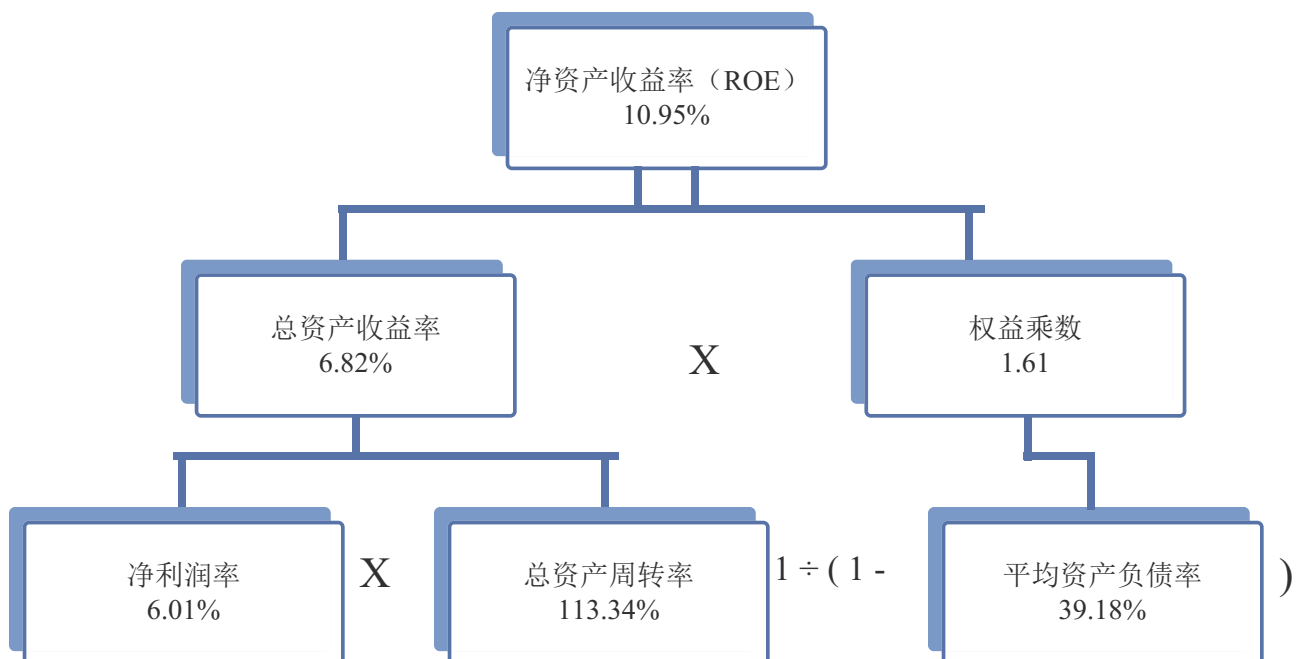 净资产收益率（ROE）
10.95%
总资产收益率
6.82%
X
权益乘数
1.61
净利润率
6.01%
X
总资产周转率
113.34%
1 ÷ ( 1 -
平均资产负债率
39.18%
)